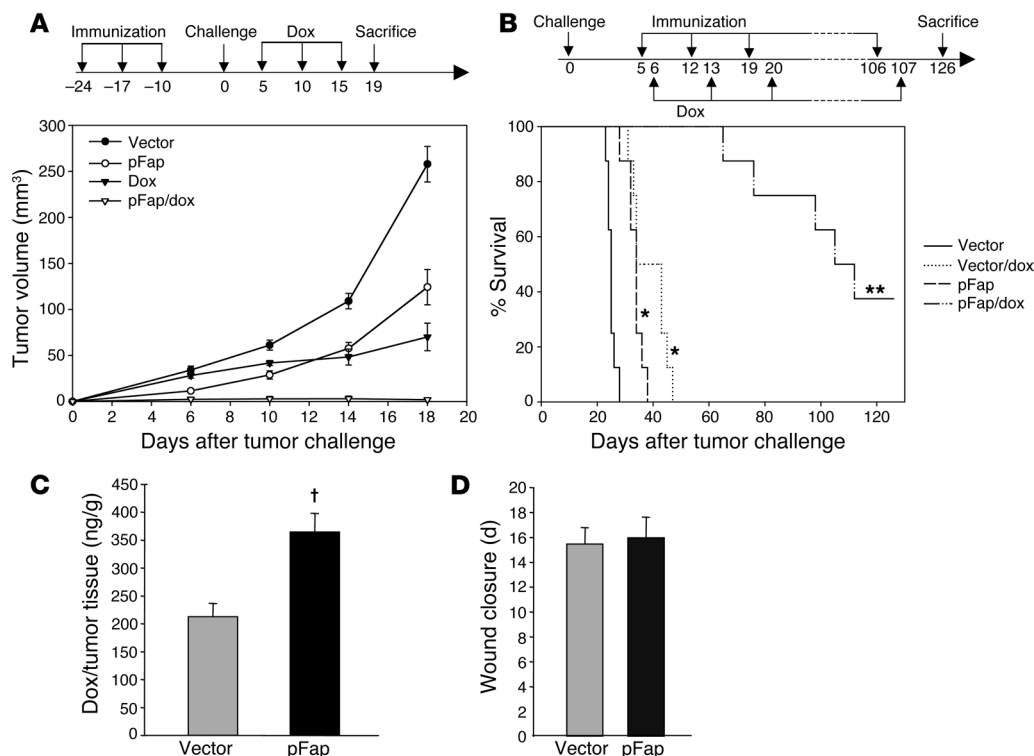 A
Immunization Challenge Dox Sacrifice
–24 –17 –10 0 5 10 15 19
Tumor volume (mm³)
300
250
200
150
100
50
0
Vector
pFap
Dox
pFap/dox
0 2 4 6 8 10 12 14 16 18 20
Days after tumor challenge
B
Challenge Immunization Sacrifice
0 5 6 12 13 19 20 106 107 126
Dox
% Survival
100
80
60
40
20
0
*
*
**
0 20 40 60 80 100 120
Days after tumor challenge
Vector
Vector/dox
pFap
pFap/dox
C
Dox/tumor tissue (ng/g)
450
400
350
300
250
200
150
100
50
0
†
Vector pFap
D
Wound closure (d)
20
18
16
14
12
16
8
6
4
2
0
Vector pFap